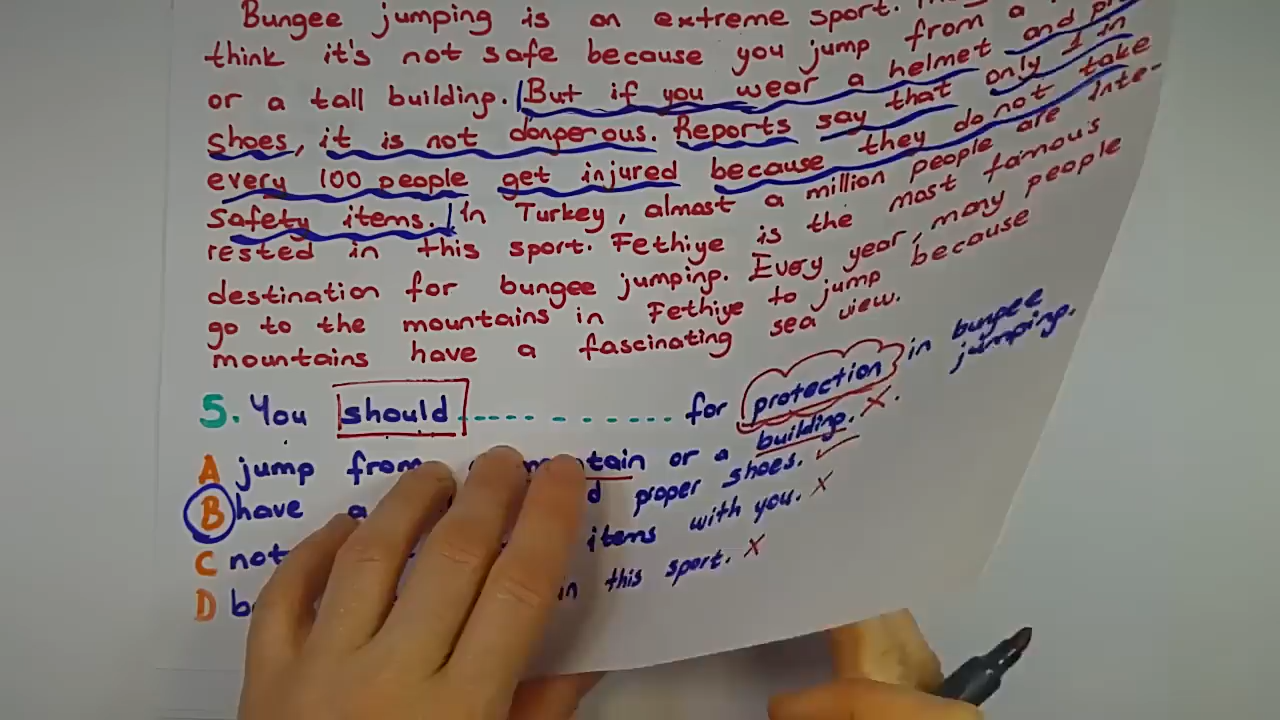 Bungee jumping is an extreme sport.
think it's not safe because you jump from a
or a tall building. But if you wear a helmet and
shoes, it is not donperous. Reports say that only 1 in
every 100 people get injured because they do not take
safety items. In Turkey, almost a million people are inte-
rested in this sport. Fethiye is the most famous
destination for bungee jumping. Every year, many people
go to the mountains in Fethiye to jump because
mountains have a fascinating sea view.
5. You should .......... for protection in bungee jumping.
A jump from or a building. X
B have a proper shoes. ✓
C not items with you. X
D in this sport. X